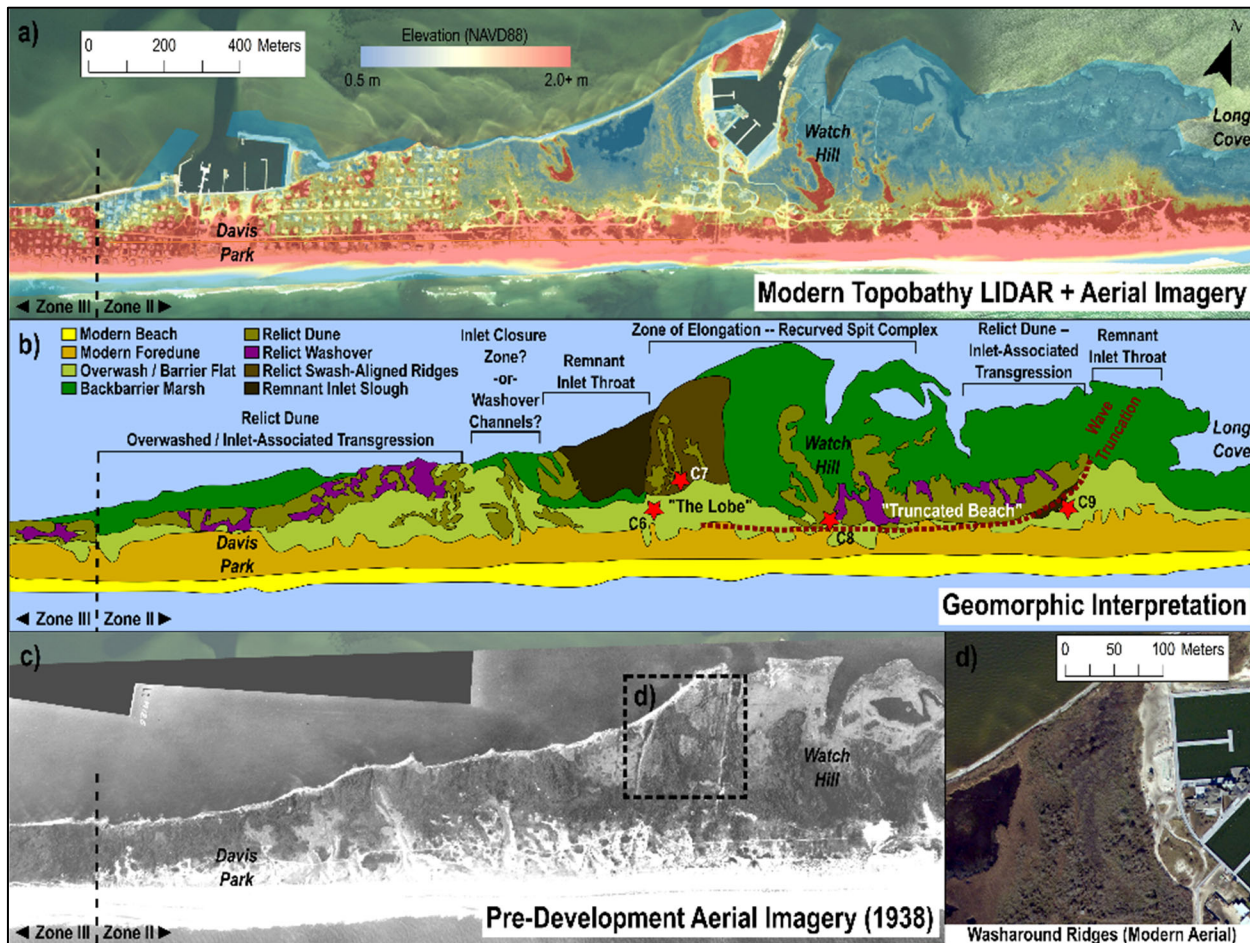 a)
0 200 400 Meters
Elevation (NAVD88)
0.5 m 2.0+ m
N
Long
Cove
Watch
Hill
Davis
Park
◄ Zone III Zone II ►
Modern Topobathy LIDAR + Aerial Imagery
b)
Modern Beach
Modern Foredune
Overwash / Barrier Flat
Backbarrier Marsh
Relict Dune
Relict Washover
Relict Swash-Aligned Ridges
Remnant Inlet Slough
Relict Dune
Overwashed / Inlet-Associated Transgression
Inlet Closure
Zone?
-or-
Washover
Channels?
Remnant
Inlet Throat
Zone of Elongation -- Recurved Spit Complex
Relict Dune –
Inlet-Associated
Transgression
Remnant
Inlet Throat
Wave
Truncation
Long
Cove
Watch
Hill
C7
"The Lobe"
C6
"Truncated Beach"
C9
C8
Davis
Park
◄ Zone III Zone II ►
Geomorphic Interpretation
c)
d)
Watch
Hill
Davis
Park
◄ Zone III Zone II ►
Pre-Development Aerial Imagery (1938)
d)
0 50 100 Meters
Washaround Ridges (Modern Aerial)